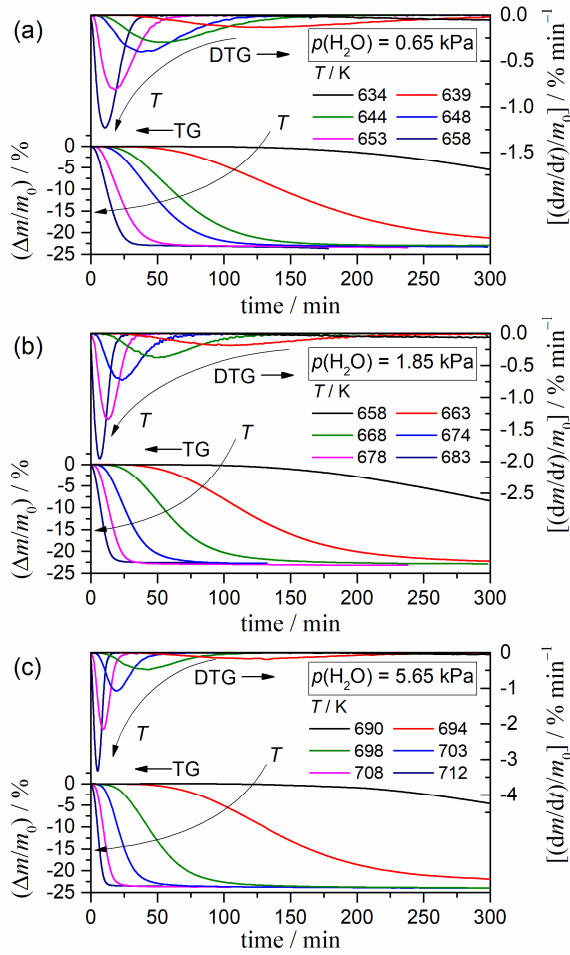 (a)
DTG → p(H₂O) = 0.65 kPa
T / K
634 639
644 648
653 658
T
← TG
T
0.0
-0.5
-1.0
-1.5
[(dm/dt)/m₀] / % min⁻¹
0
-5
-10
-15
-20
-25
(Δm/m₀) / %
0 50 100 150 200 250 300
time / min
(b)
DTG → p(H₂O) = 1.85 kPa
T / K
658 663
668 674
678 683
T
← TG
T
0.0
-0.5
-1.0
-1.5
-2.0
-2.5
[(dm/dt)/m₀] / % min⁻¹
0
-5
-10
-15
-20
-25
(Δm/m₀) / %
0 50 100 150 200 250 300
time / min
(c)
DTG → p(H₂O) = 5.65 kPa
T / K
690 694
698 703
708 712
T
← TG
T
0
-1
-2
-3
-4
[(dm/dt)/m₀] / % min⁻¹
0
-5
-10
-15
-20
-25
(Δm/m₀) / %
0 50 100 150 200 250 300
time / min